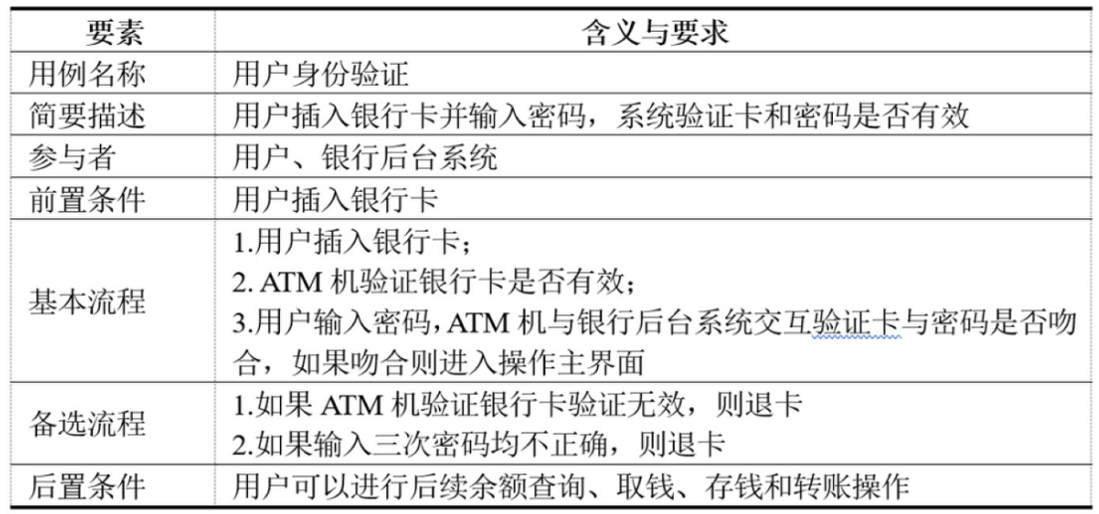 要素 含义与要求
用例名称 用户身份验证
简要描述 用户插入银行卡并输入密码，系统验证卡和密码是否有效
参与者 用户、银行后台系统
前置条件 用户插入银行卡
基本流程
1.用户插入银行卡；
2. ATM 机验证银行卡是否有效；
3.用户输入密码，ATM 机与银行后台系统交互验证卡与密码是否吻
合，如果吻合则进入操作主界面
备选流程
1.如果 ATM 机验证银行卡验证无效，则退卡
2.如果输入三次密码均不正确，则退卡
后置条件 用户可以进行后续余额查询、取钱、存钱和转账操作